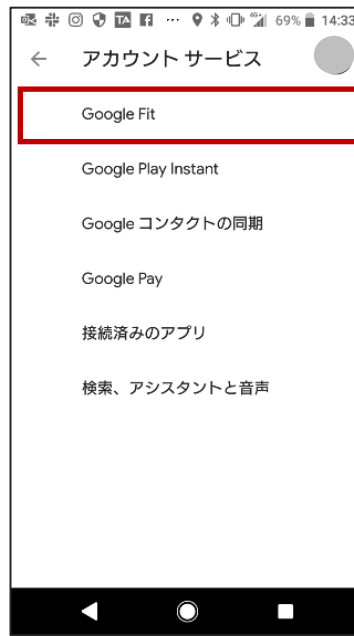 69% 14:33
アカウント サービス
Google Fit
Google Play Instant
Google コンタクトの同期
Google Pay
接続済みのアプリ
検索、アシスタントと音声